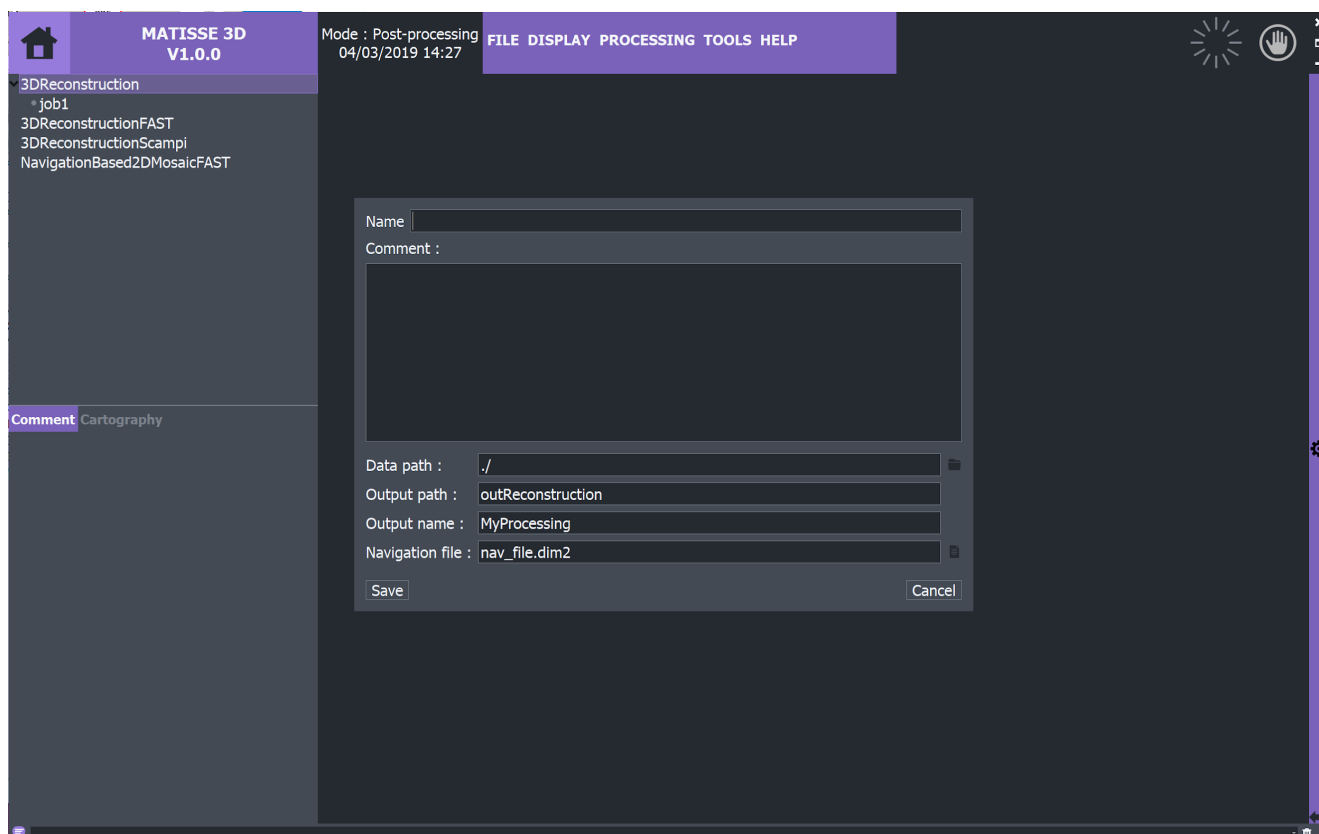 MATISSE 3D
V1.0.0
Mode : Post-processing
04/03/2019 14:27
FILE DISPLAY PROCESSING TOOLS HELP
3DReconstruction
job1
3DReconstructionFAST
3DReconstructionScampi
NavigationBased2DMosaicFAST
Comment Cartography
Name
Comment :
Data path : ./
Output path : outReconstruction
Output name : MyProcessing
Navigation file : nav_file.dim2
Save Cancel